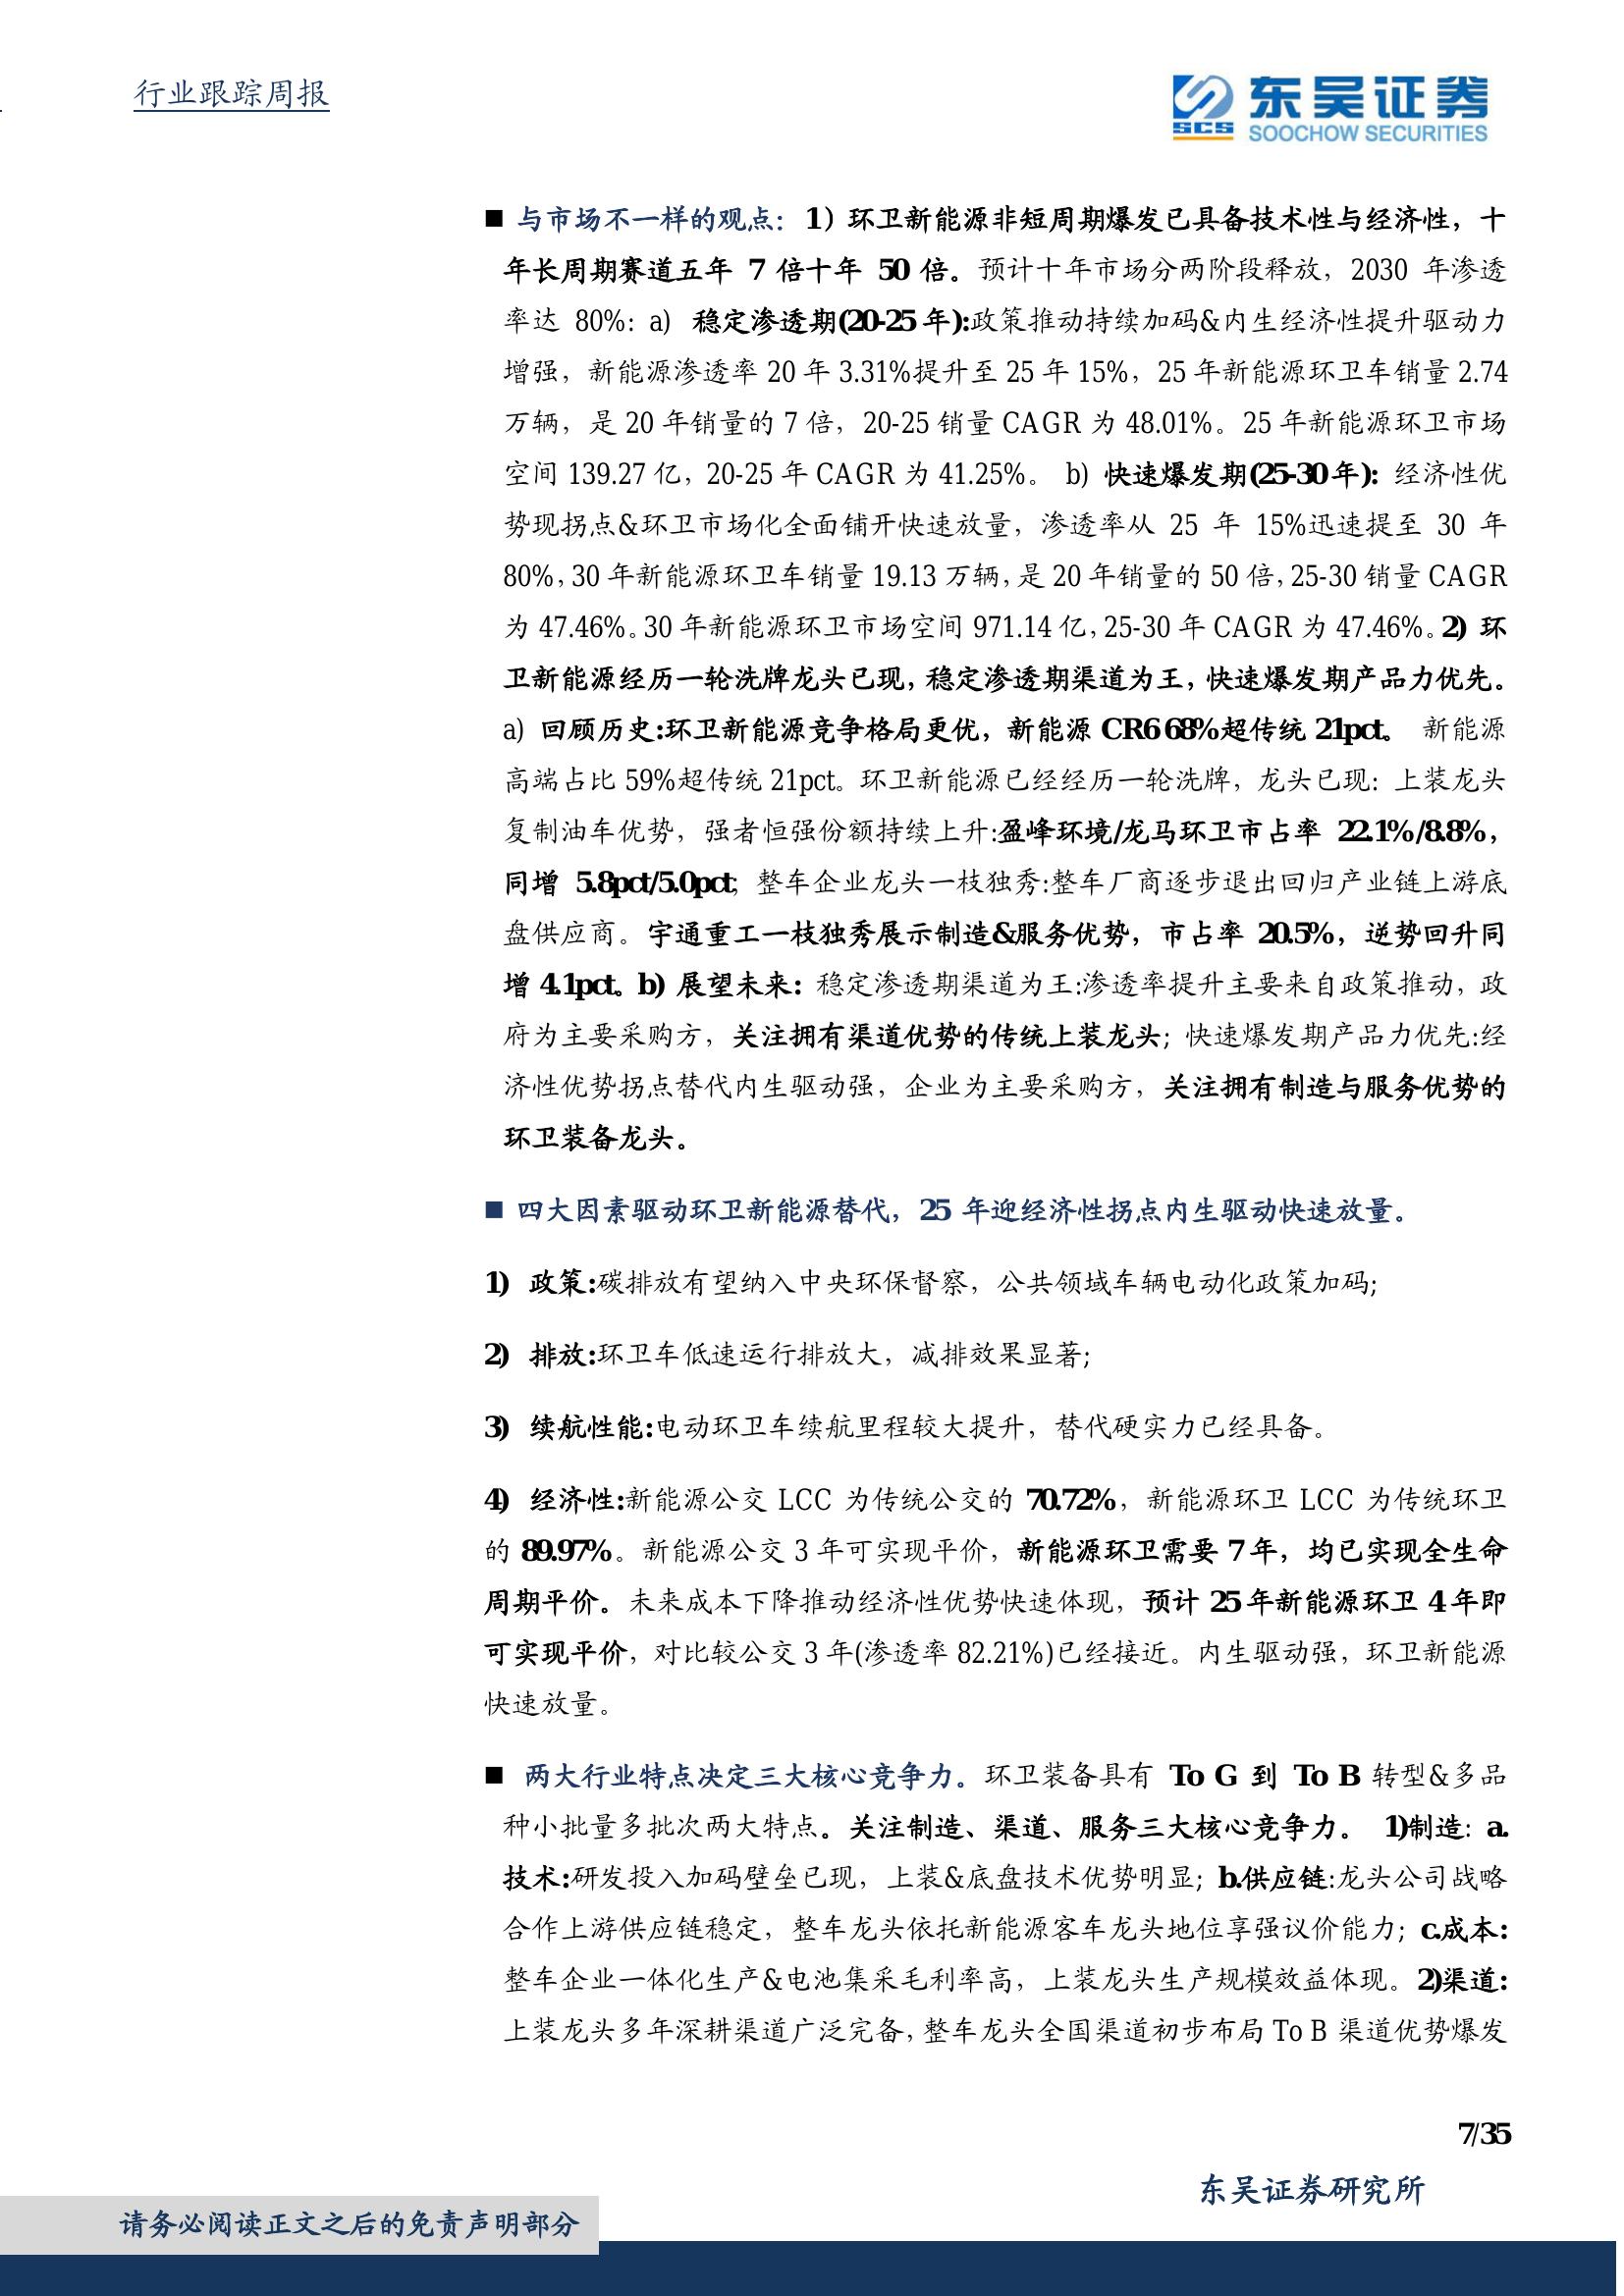 行业跟踪周报
SCS 东吴证券
SOOCHOW SECURITIES
■ 与市场不一样的观点：1）环卫新能源非短周期爆发已具备技术性与经济性，十
年长周期赛道五年 7 倍十年 50 倍。预计十年市场分两阶段释放，2030 年渗透
率达 80%：a) 稳定渗透期(20-25 年):政策推动持续加码&内生经济性提升驱动力
增强，新能源渗透率 20 年 3.31%提升至 25 年 15%，25 年新能源环卫车销量 2.74
万辆，是 20 年销量的 7 倍，20-25 销量 CAGR 为 48.01%。25 年新能源环卫市场
空间 139.27 亿，20-25 年 CAGR 为 41.25%。 b) 快速爆发期(25-30 年): 经济性优
势现拐点&环卫市场化全面铺开快速放量，渗透率从 25 年 15%迅速提至 30 年
80%，30 年新能源环卫车销量 19.13 万辆，是 20 年销量的 50 倍，25-30 销量 CAGR
为 47.46%。30 年新能源环卫市场空间 971.14 亿，25-30 年 CAGR 为 47.46%。2) 环
卫新能源经历一轮洗牌龙头已现，稳定渗透期渠道为王，快速爆发期产品力优先。
a) 回顾历史:环卫新能源竞争格局更优，新能源 CR6 68%超传统 21pct。 新能源
高端占比 59%超传统 21pct。环卫新能源已经经历一轮洗牌，龙头已现：上装龙头
复制油车优势，强者恒强份额持续上升:盈峰环境/龙马环卫市占率 22.1%/8.8%，
同增 5.8pct/5.0pct；整车企业龙头一枝独秀:整车厂商逐步退出回归产业链上游底
盘供应商。宇通重工一枝独秀展示制造&服务优势，市占率 20.5%，逆势回升同
增 4.1pct。b) 展望未来：稳定渗透期渠道为王:渗透率提升主要来自政策推动，政
府为主要采购方，关注拥有渠道优势的传统上装龙头；快速爆发期产品力优先:经
济性优势拐点替代内生驱动强，企业为主要采购方，关注拥有制造与服务优势的
环卫装备龙头。
■ 四大因素驱动环卫新能源替代，25 年迎经济性拐点内生驱动快速放量。
1) 政策:碳排放有望纳入中央环保督察，公共领域车辆电动化政策加码;
2) 排放:环卫车低速运行排放大，减排效果显著;
3) 续航性能:电动环卫车续航里程较大提升，替代硬实力已经具备。
4) 经济性:新能源公交 LCC 为传统公交的 70.72%，新能源环卫 LCC 为传统环卫
的 89.97%。新能源公交 3 年可实现平价，新能源环卫需要 7 年，均已实现全生命
周期平价。未来成本下降推动经济性优势快速体现，预计 25 年新能源环卫 4 年即
可实现平价，对比较公交 3 年(渗透率 82.21%)已经接近。内生驱动强，环卫新能源
快速放量。
■ 两大行业特点决定三大核心竞争力。环卫装备具有 To G 到 To B 转型&多品
种小批量多批次两大特点。关注制造、渠道、服务三大核心竞争力。 1)制造：a.
技术:研发投入加码壁垒已现，上装&底盘技术优势明显；b.供应链:龙头公司战略
合作上游供应链稳定，整车龙头依托新能源客车龙头地位享强议价能力；c.成本:
整车企业一体化生产&电池集采毛利率高，上装龙头生产规模效益体现。2)渠道:
上装龙头多年深耕渠道广泛完备，整车龙头全国渠道初步布局 To B 渠道优势爆发
7/35
东吴证券研究所
请务必阅读正文之后的免责声明部分